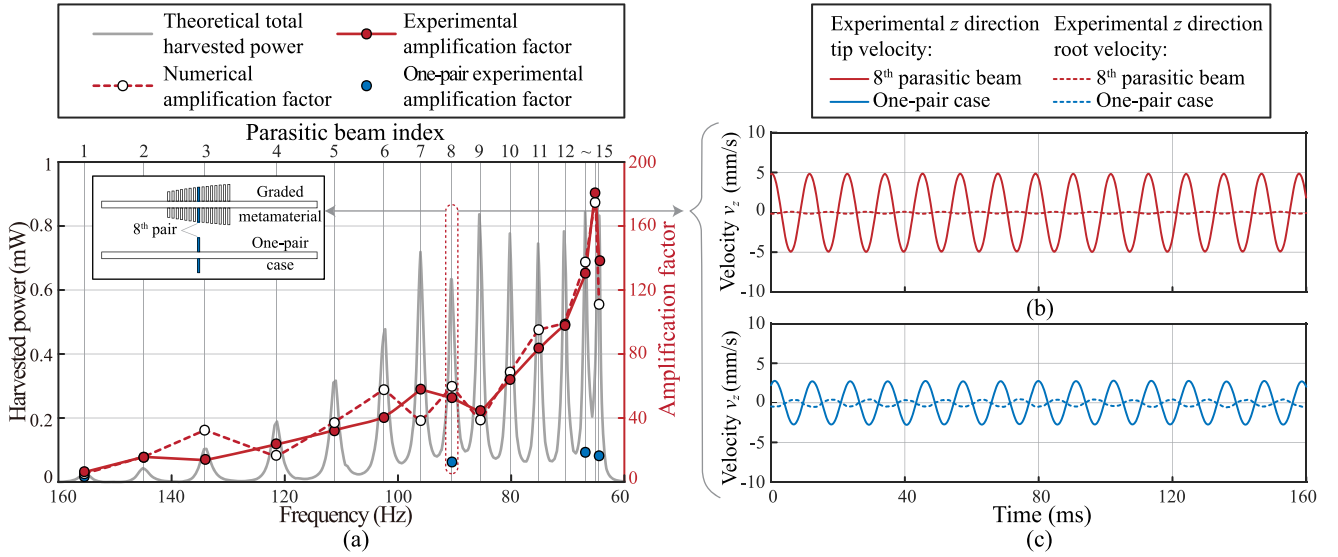 Theoretical total
harvested power
Experimental
amplification factor
Numerical
amplification factor
One-pair experimental
amplification factor
Experimental z direction
tip velocity:
Experimental z direction
root velocity:
8th parasitic beam
8th parasitic beam
One-pair case
One-pair case
Parasitic beam index
1 2 3 4 5 6 7 8 9 10 11 12 ~ 15
Harvested power (mW)
1
0.8
0.6
0.4
0.2
0
Graded
metamaterial
8th pair
One-pair
case
200
160
120
80
40
0
Amplification factor
160 140 120 100 80 60
Frequency (Hz)
(a)
Velocity vz (mm/s)
10
5
0
-5
-10
(b)
Velocity vz (mm/s)
10
5
0
-5
-10
0 40 80 120 160
Time (ms)
(c)